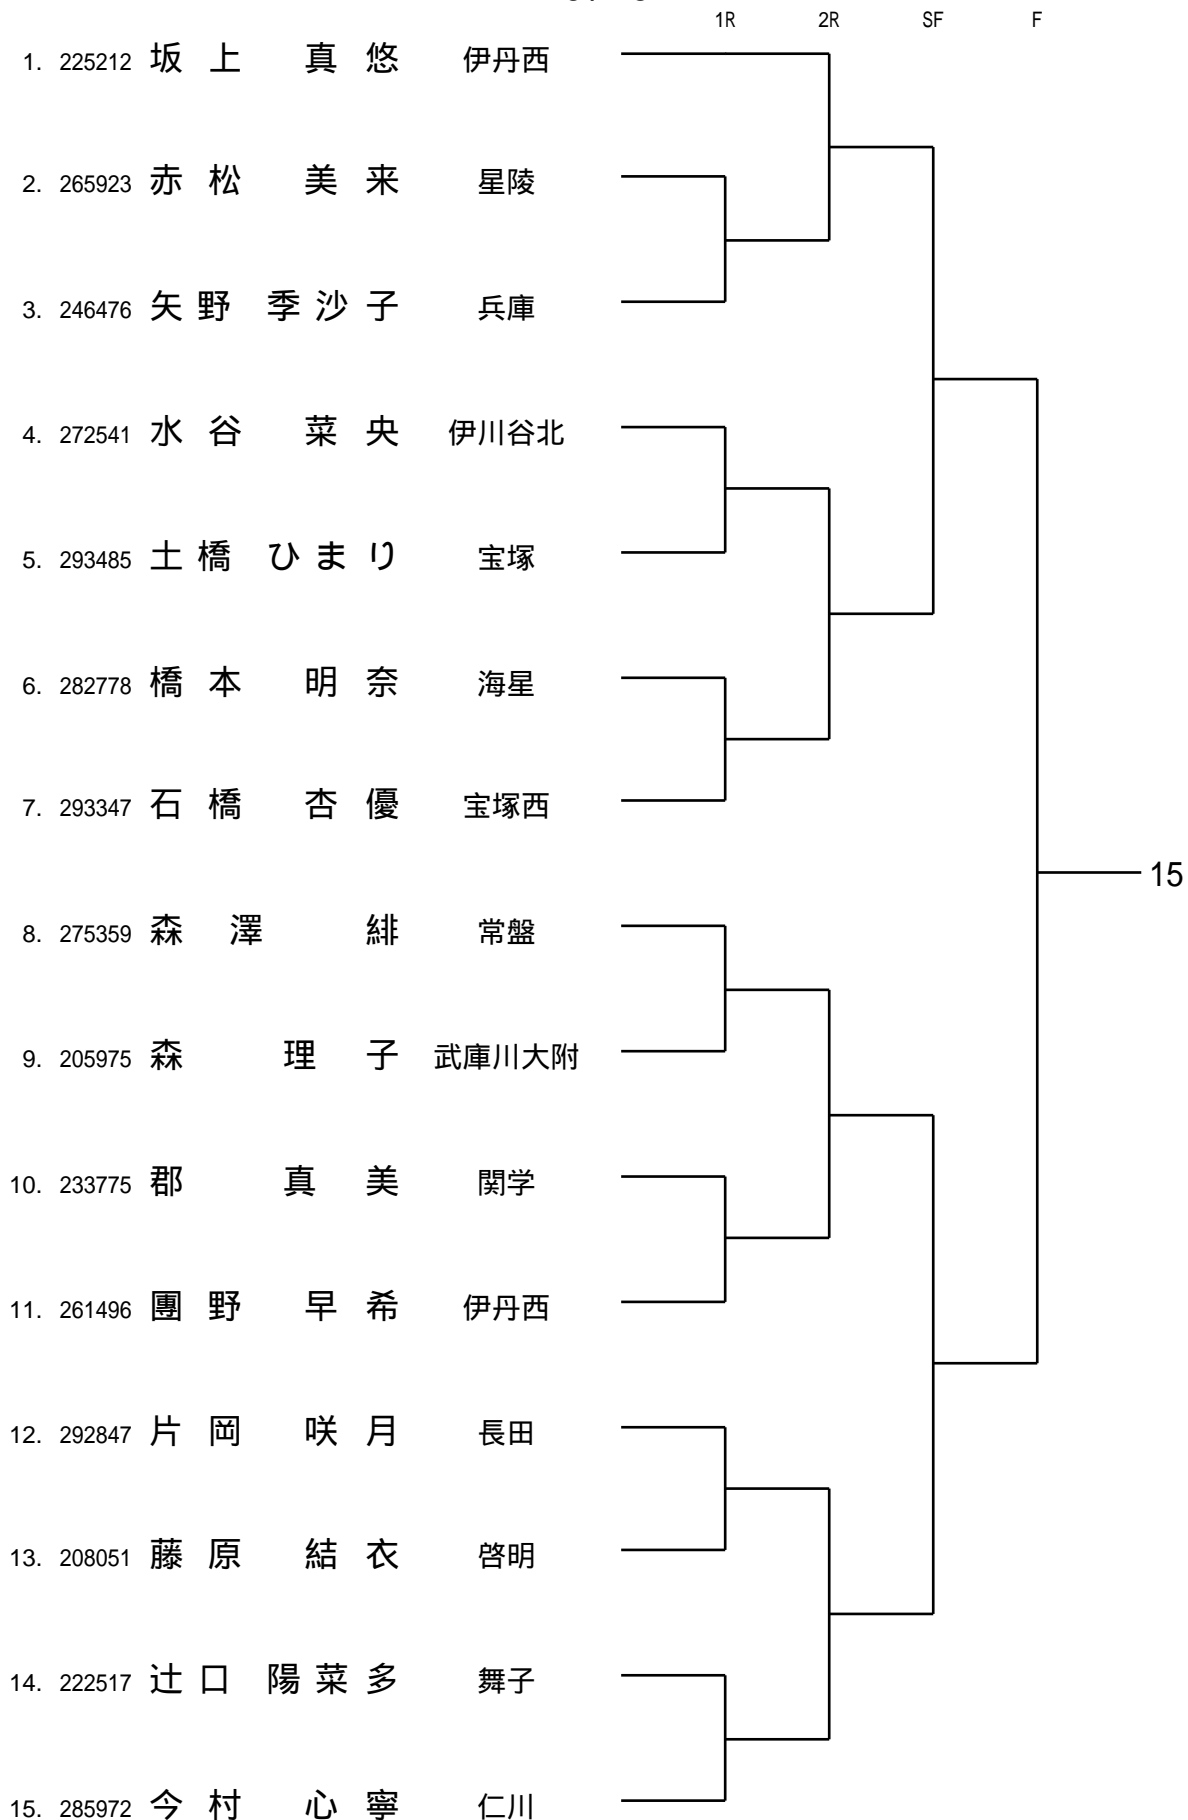 1R 2R SF F
1. 225212 坂上 真悠 伊丹西
2. 265923 赤松 美来 星陵
3. 246476 矢野 季沙子 兵庫
4. 272541 水谷 菜央 伊川谷北
5. 293485 土橋 ひまり 宝塚
6. 282778 橋本 明奈 海星
7. 293347 石橋 杏優 宝塚西
15
8. 275359 森澤 緋 常盤
9. 205975 森 理子 武庫川大附
10. 233775 郡 真美 関学
11. 261496 團野 早希 伊丹西
12. 292847 片岡 咲月 長田
13. 208051 藤原 結衣 啓明
14. 222517 辻口 陽菜多 舞子
15. 285972 今村 心寧 仁川